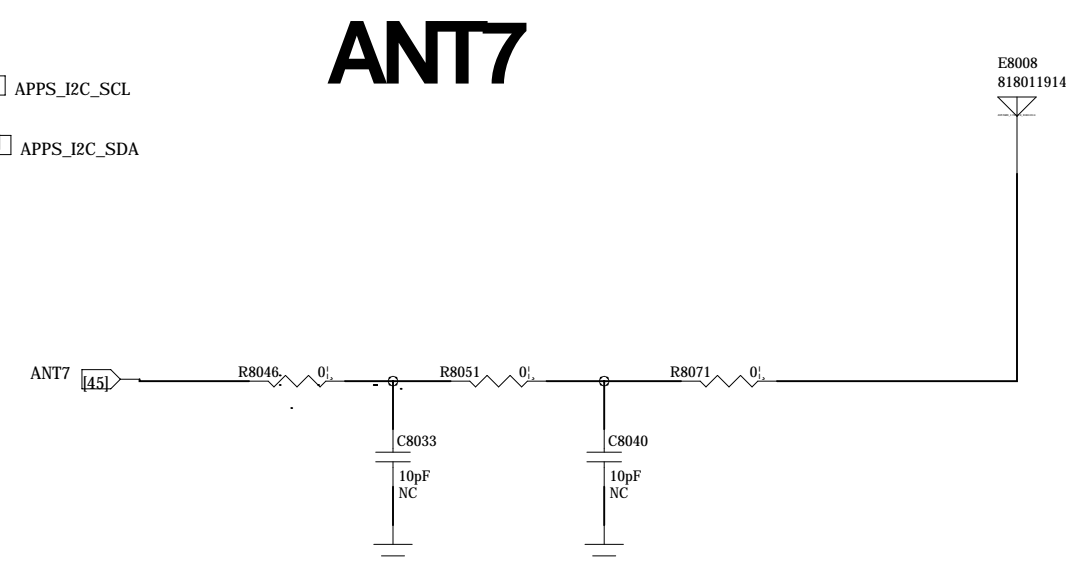 ANT7
E8008
818011914
APPS_I2C_SCL
APPS_I2C_SDA
ANT7 [45] R8046 0 R8051 0 R8071 0
C8033 C8040
10pF 10pF
NC NC